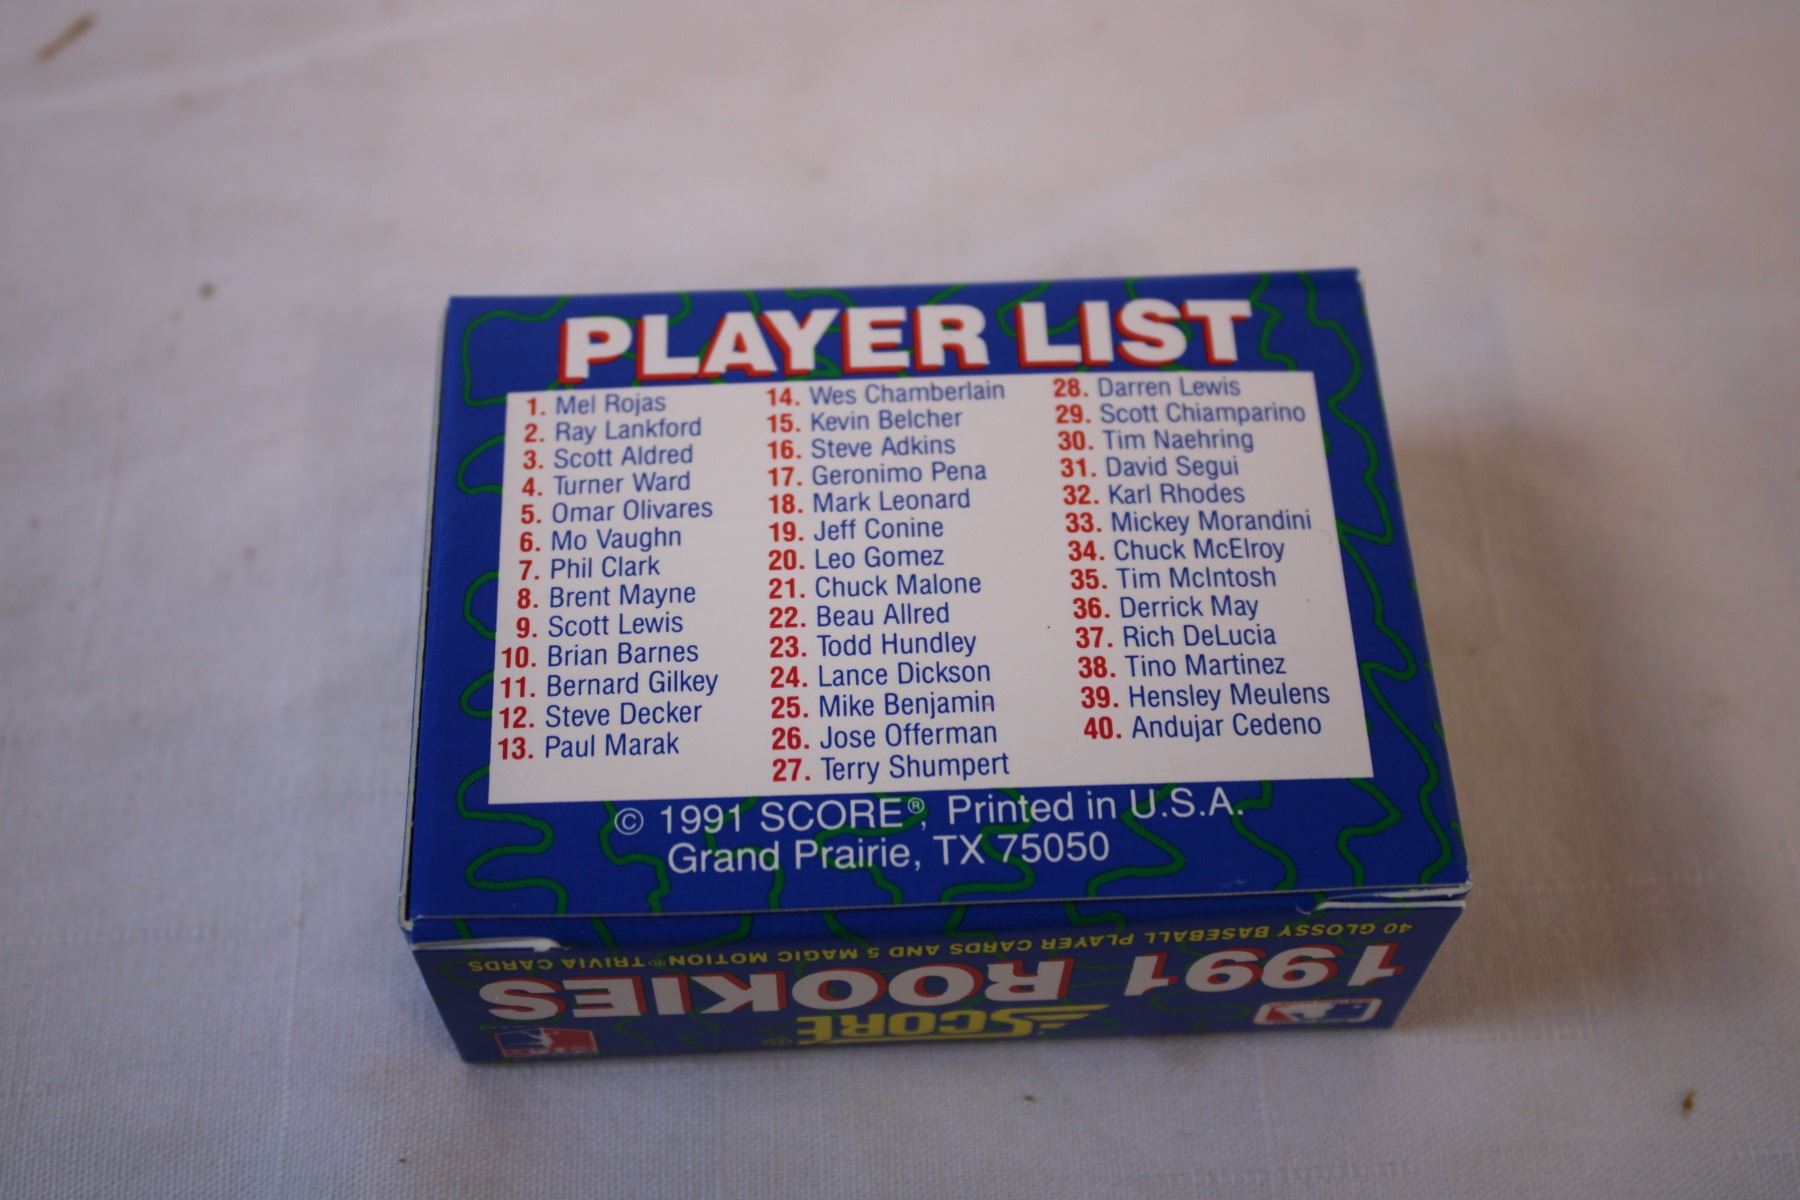 PLAYER LIST
1. Mel Rojas
2. Ray Lankford
3. Scott Aldred
4. Turner Ward
5. Omar Olivares
6. Mo Vaughn
7. Phil Clark
8. Brent Mayne
9. Scott Lewis
10. Brian Barnes
11. Bernard Gilkey
12. Steve Decker
13. Paul Marak
14. Wes Chamberlain
15. Kevin Belcher
16. Steve Adkins
17. Geronimo Pena
18. Mark Leonard
19. Jeff Conine
20. Leo Gomez
21. Chuck Malone
22. Beau Allred
23. Todd Hundley
24. Lance Dickson
25. Mike Benjamin
26. Jose Offerman
27. Terry Shumpert
28. Darren Lewis
29. Scott Chiamparino
30. Tim Naehring
31. David Segui
32. Karl Rhodes
33. Mickey Morandini
34. Chuck McElroy
35. Tim McIntosh
36. Derrick May
37. Rich DeLucia
38. Tino Martinez
39. Hensley Meulens
40. Andujar Cedeno
© 1991 SCORE®, Printed in U.S.A.
Grand Prairie, TX 75050
SCORE®
1991 ROOKIES
40 GLOSSY BASEBALL PLAYER CARDS AND 5 MAGIC MOTION® TRIVIA CARDS